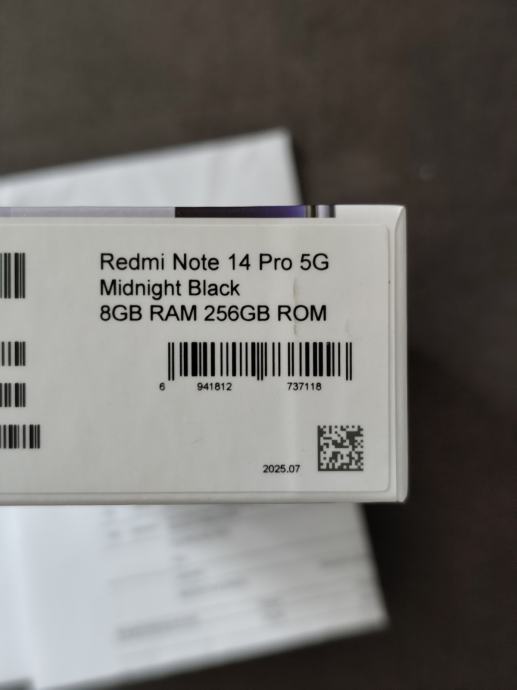 Redmi Note 14 Pro 5G
Midnight Black
8GB RAM 256GB ROM
6 941812 737118
2025.07